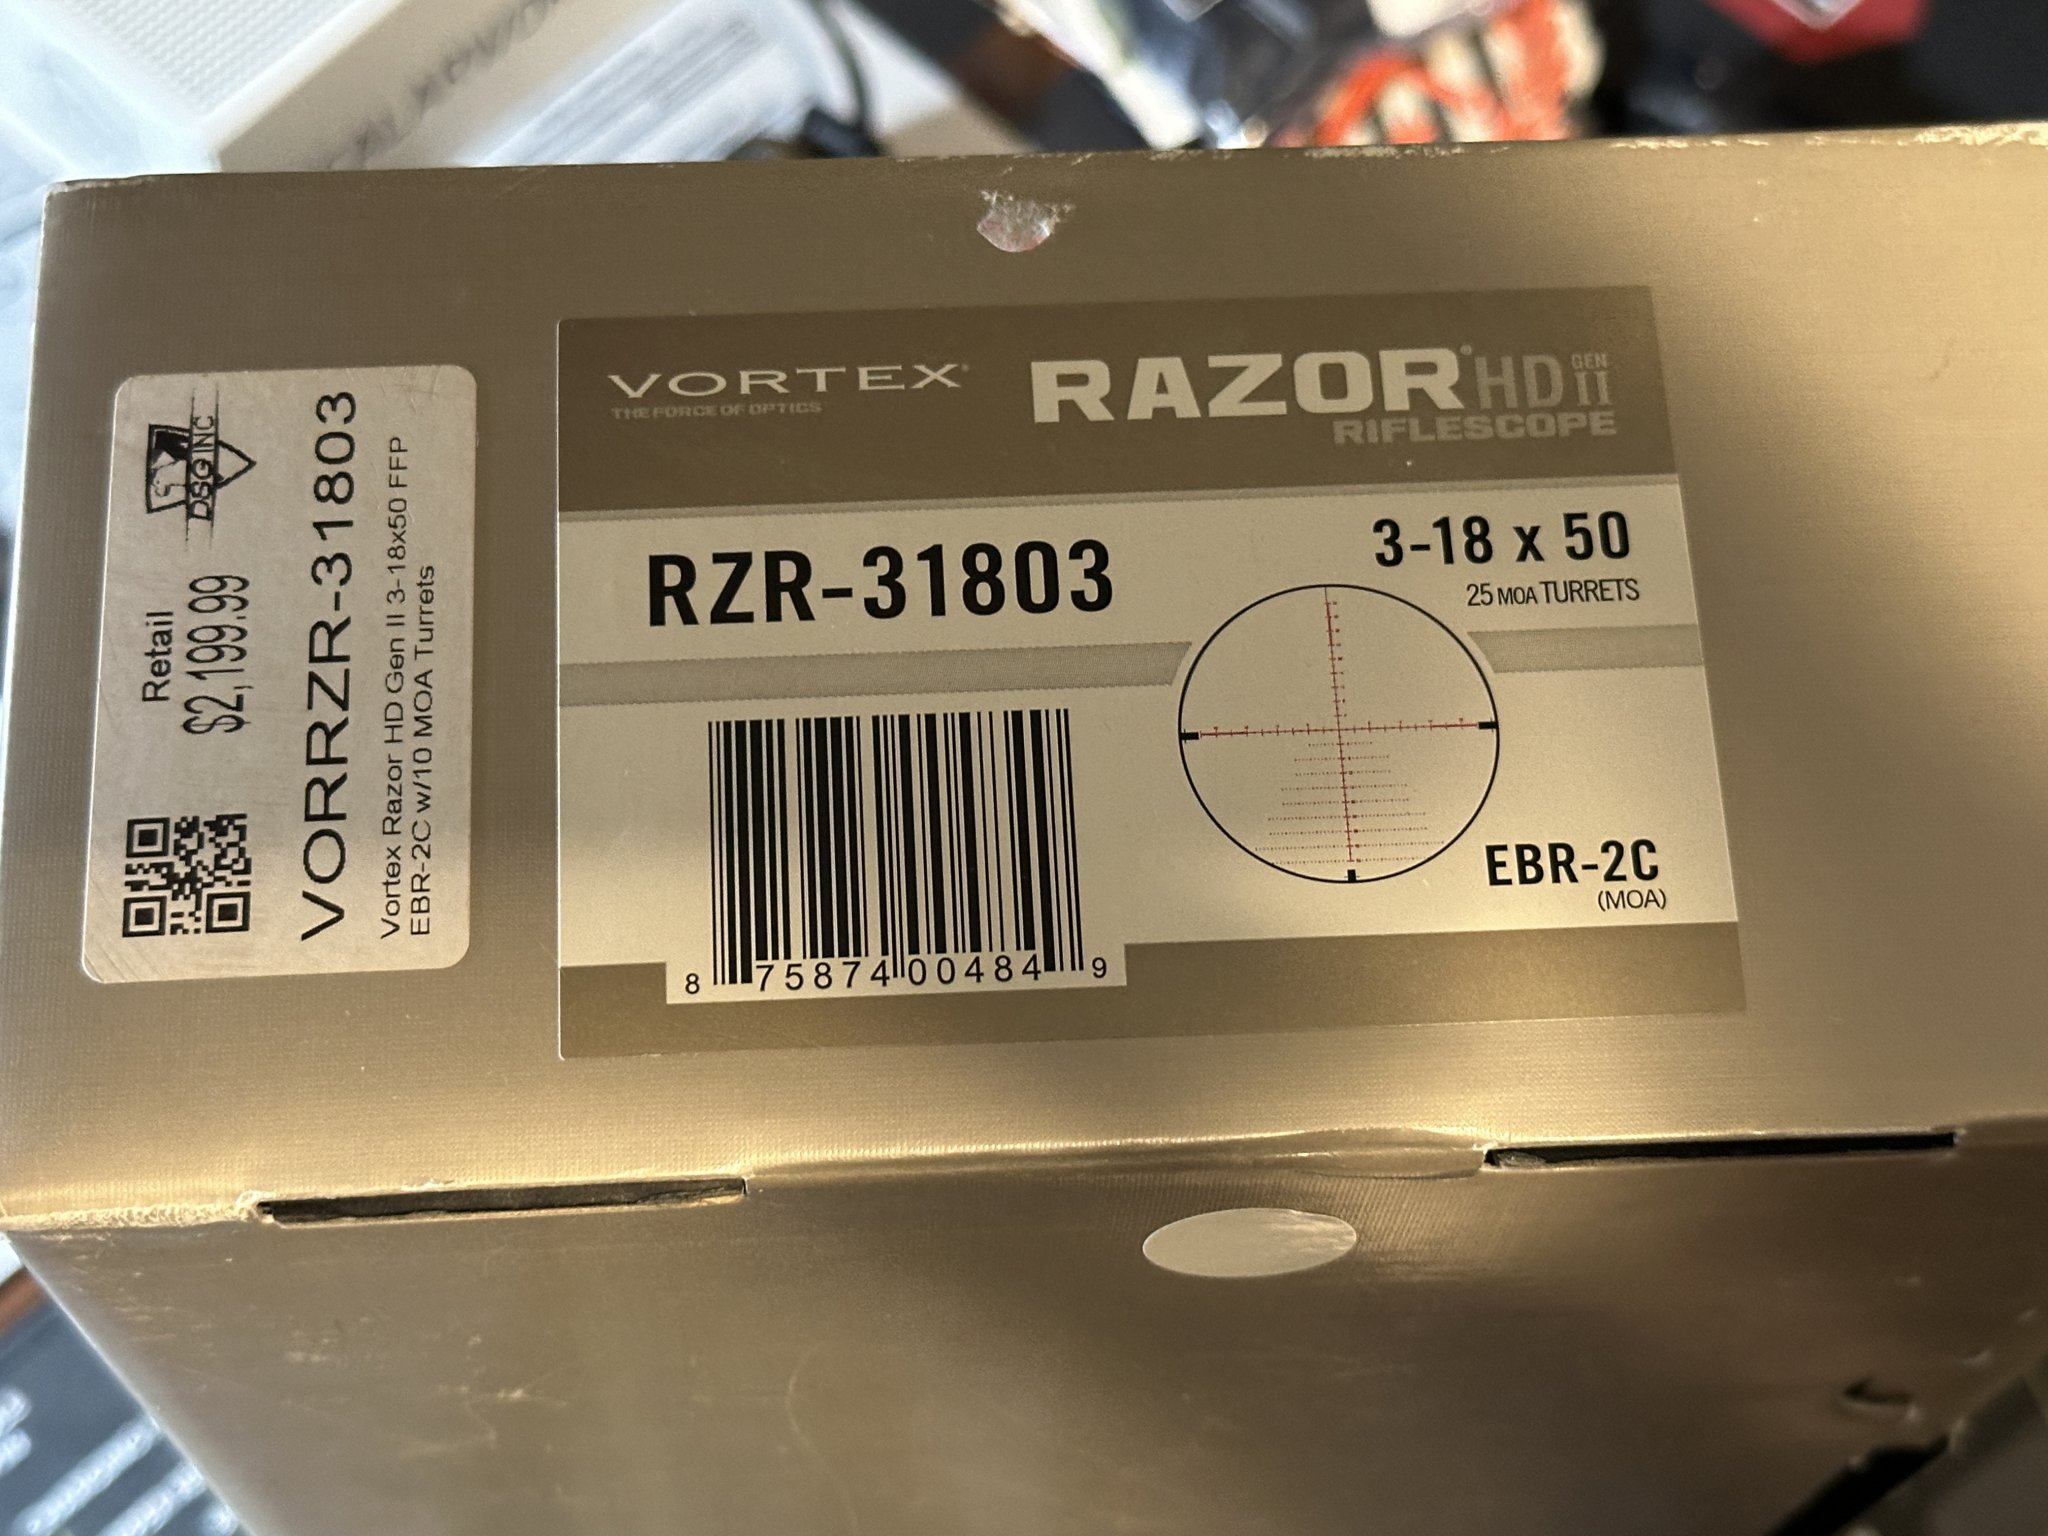 DSG INC
Retail
$2,199.99
VORRZR-31803
Vortex Razor HD Gen II 3-18x50 FFP
EBR-2C w/10 MOA Turrets
VORTEX®
THE FORCE OF OPTICS
RAZOR® HD GEN II
RIFLESCOPE
RZR-31803
3-18 x 50
25 MOA TURRETS
8 75874 00484 9
EBR-2C
(MOA)